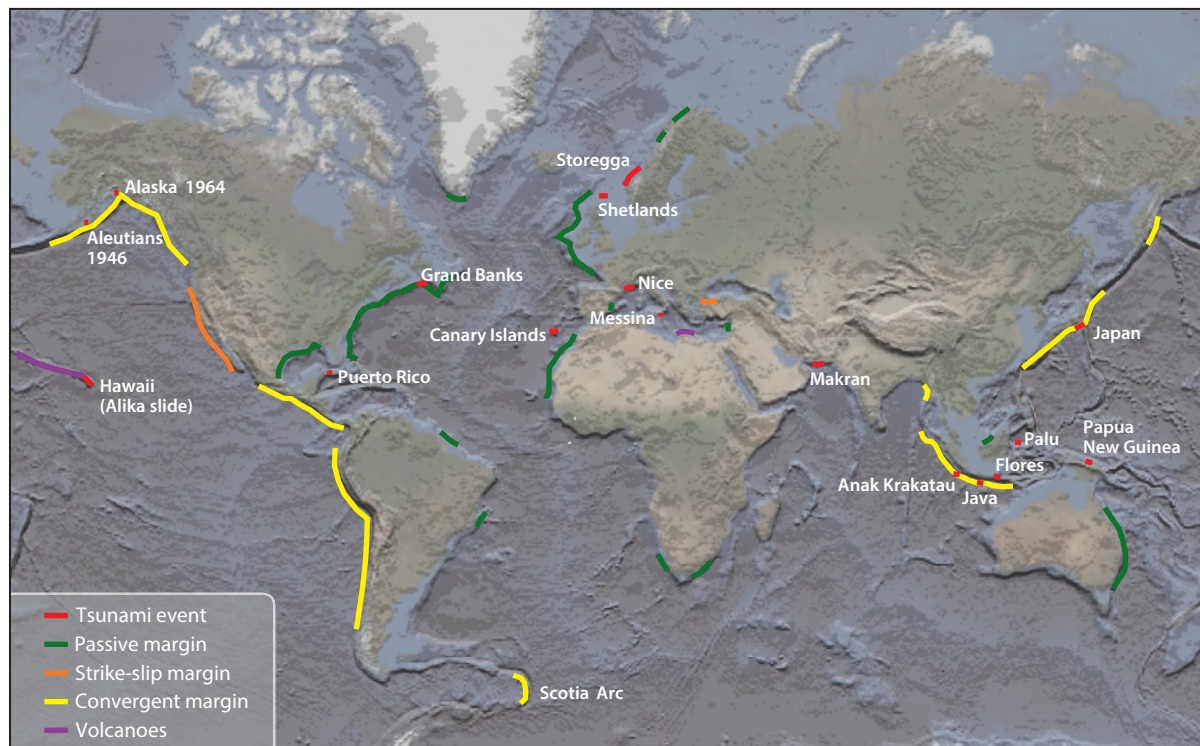 Storegga
Alaska 1964
Shetlands
Aleutians
1946
Grand Banks
Nice
Messina
Canary Islands
Japan
Puerto Rico
Makran
Hawaii
(Alika slide)
Papua
New Guinea
Palu
Flores
Anak Krakatau
Java
Tsunami event
Passive margin
Strike-slip margin
Convergent margin
Volcanoes
Scotia Arc